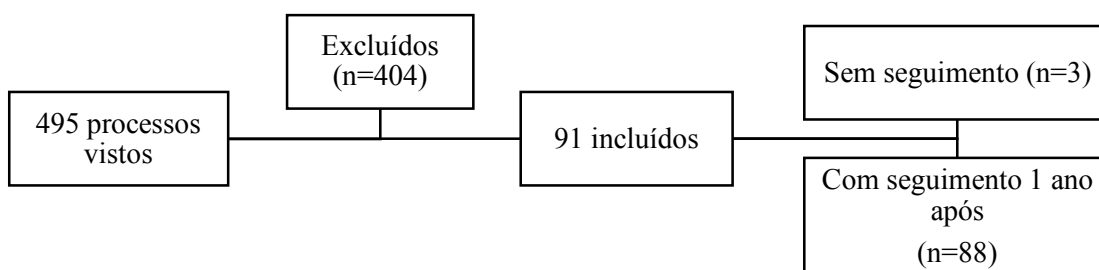 495 processos
vistos
Excluídos
(n=404)
91 incluídos
Sem seguimento (n=3)
Com seguimento 1 ano
após
(n=88)